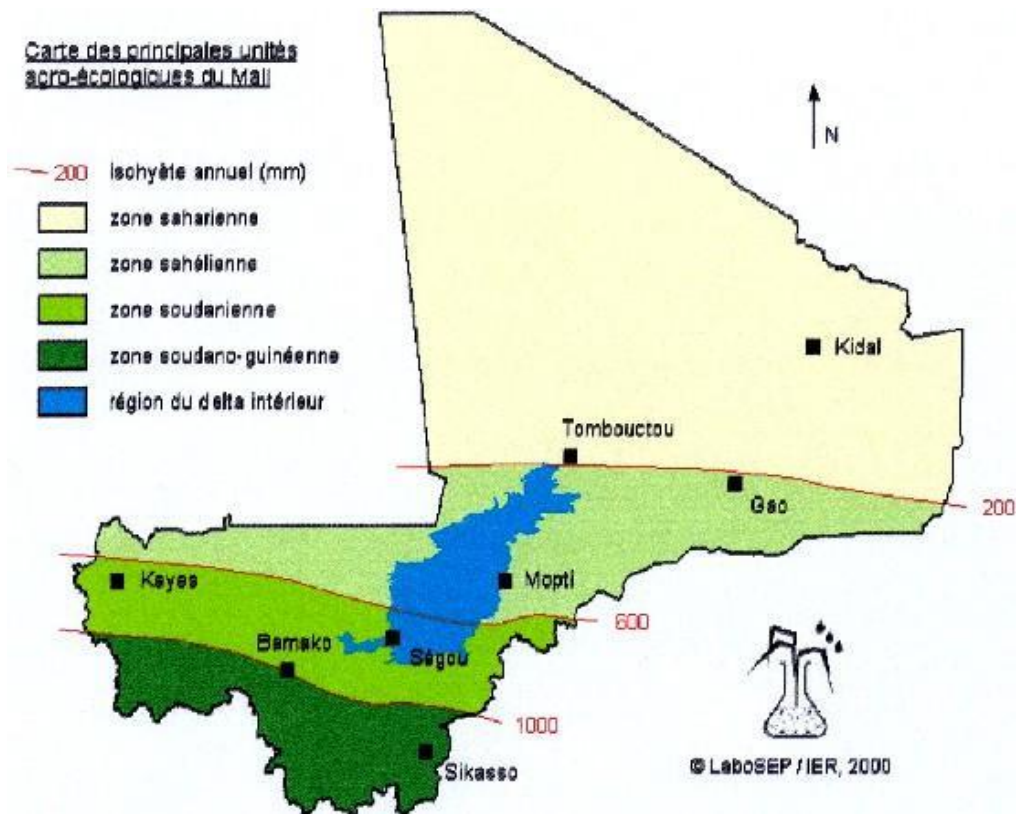 Carte des principales unités
agro-écologiques du Mali
N
200 isohyète annuel (mm)
zone saharienne
zone sahélienne
zone soudanienne
zone soudano-guinéenne
région du delta intérieur
Kidal
Tombouctou
Gao
200
Kayes
Mopti
600
Bamako
Ségou
1000
Sikasso
© LaboSEP / IER, 2000